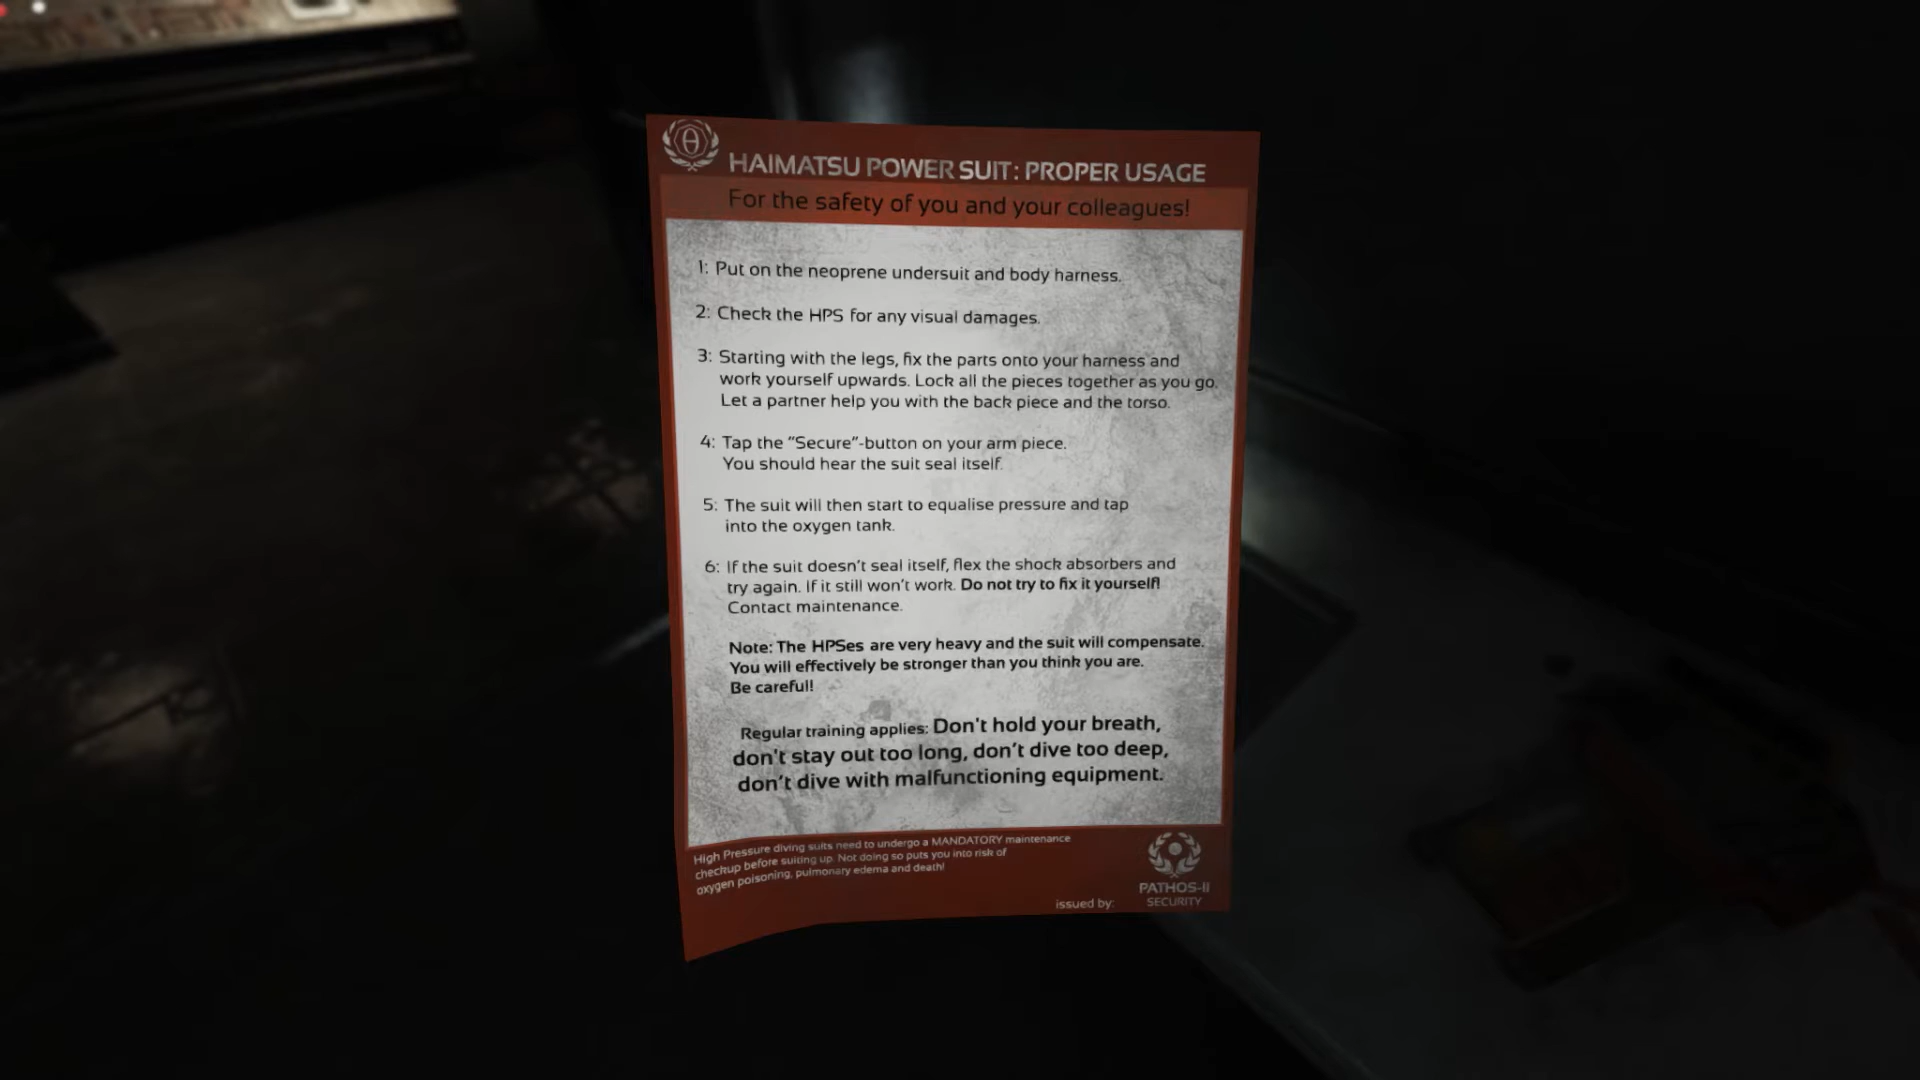 HAIMATSU POWER SUIT: PROPER USAGE
For the safety of you and your colleagues!
1: Put on the neoprene undersuit and body harness.
2: Check the HPS for any visual damages.
3: Starting with the legs, fix the parts onto your harness and
work yourself upwards. Lock all the pieces together as you go.
Let a partner help you with the back piece and the torso.
4: Tap the "Secure"-button on your arm piece.
You should hear the suit seal itself.
5: The suit will then start to equalise pressure and tap
into the oxygen tank.
6: If the suit doesn't seal itself, flex the shock absorbers and
try again. If it still won't work. Do not try to fix it yourself!
Contact maintenance.
Note: The HPSes are very heavy and the suit will compensate.
You will effectively be stronger than you think you are.
Be careful!
Regular training applies: Don't hold your breath,
don't stay out too long, don't dive too deep,
don't dive with malfunctioning equipment.
High Pressure diving suits need to undergo a MANDATORY maintenance
checkup before suiting up. Not doing so puts you into risk of
oxygen poisoning, pulmonary edema and death!
issued by:
PATHOS-II
SECURITY